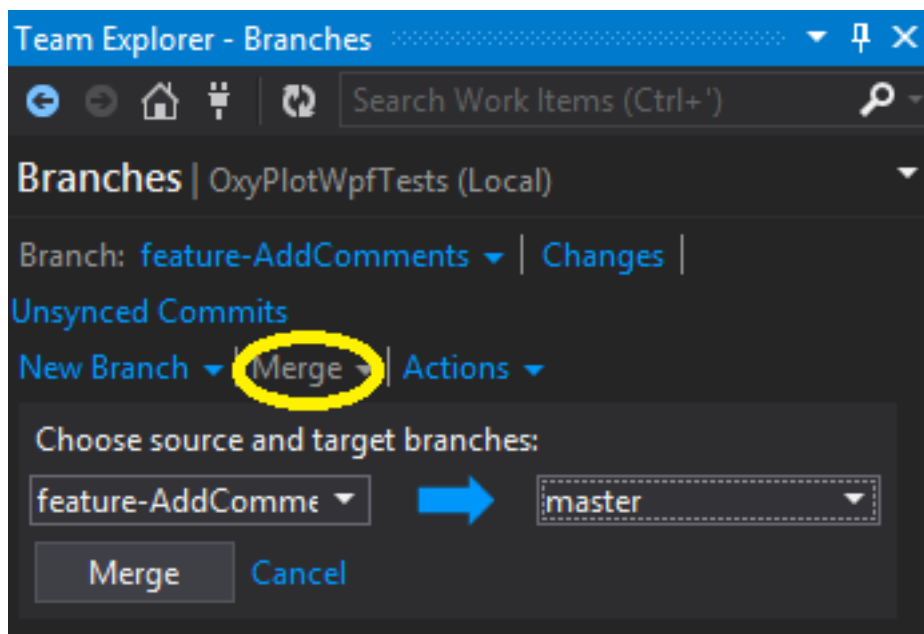 Team Explorer - Branches
Search Work Items (Ctrl+')
Branches | OxyPlotWpfTests (Local)
Branch: feature-AddComments | Changes |
Unsynced Commits
New Branch | Merge | Actions
Choose source and target branches:
feature-AddComme master
Merge Cancel